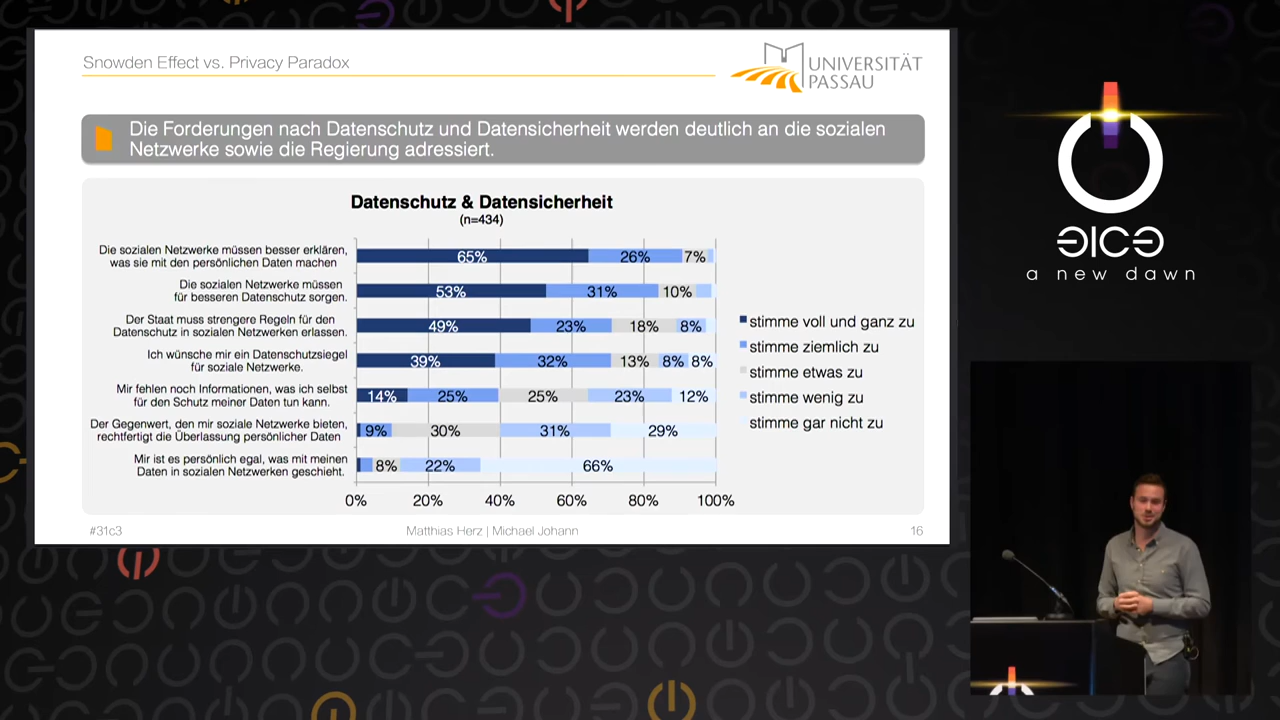 Snowden Effect vs. Privacy Paradox
UNIVERSITÄT
PASSAU
Die Forderungen nach Datenschutz und Datensicherheit werden deutlich an die sozialen
Netzwerke sowie die Regierung adressiert.
Datenschutz & Datensicherheit
(n=434)
Die sozialen Netzwerke müssen besser erklären,
was sie mit den persönlichen Daten machen
65% 26% 7%
Die sozialen Netzwerke müssen
für besseren Datenschutz sorgen.
53% 31% 10%
Der Staat muss strengere Regeln für den
Datenschutz in sozialen Netzwerken erlassen.
49% 23% 18% 8%
Ich wünsche mir ein Datenschutzsiegel
für soziale Netzwerke.
39% 32% 13% 8% 8%
Mir fehlen noch Informationen, was ich selbst
für den Schutz meiner Daten tun kann.
14% 25% 25% 23% 12%
Der Gegenwert, den mir soziale Netzwerke bieten,
rechtfertigt die Überlassung persönlicher Daten
9% 30% 31% 29%
Mir ist es persönlich egal, was mit meinen
Daten in sozialen Netzwerken geschieht.
8% 22% 66%
0% 20% 40% 60% 80% 100%
stimme voll und ganz zu
stimme ziemlich zu
stimme etwas zu
stimme wenig zu
stimme gar nicht zu
#31c3
Matthias Herz | Michael Johann
16
31C3
a new dawn